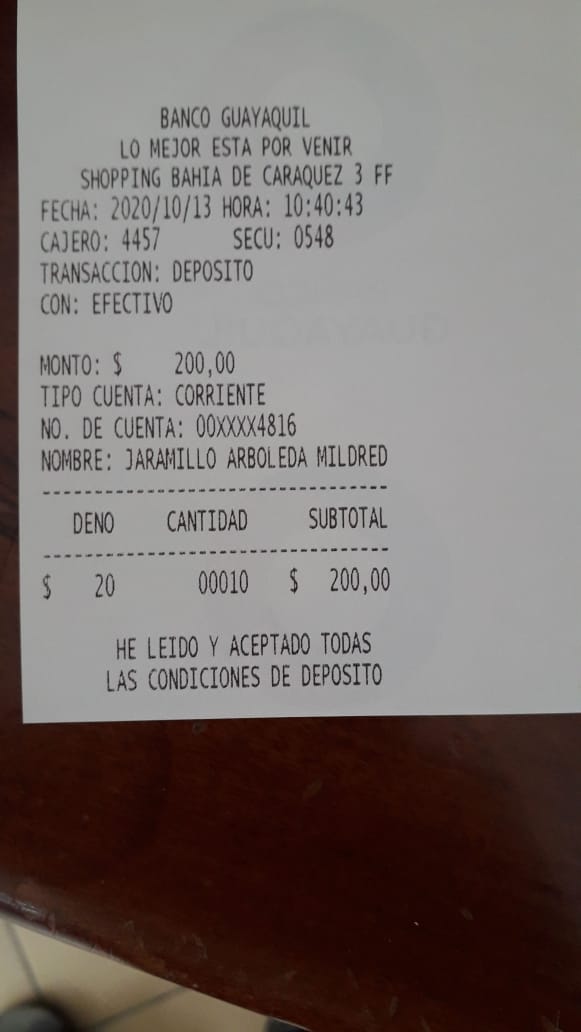 BANCO GUAYAQUIL
LO MEJOR ESTA POR VENIR
SHOPPING BAHIA DE CARAQUEZ 3 FF
FECHA: 2020/10/13 HORA: 10:40:43
CAJERO: 4457 SECU: 0548
TRANSACCION: DEPOSITO
CON: EFECTIVO
MONTO: $ 200,00
TIPO CUENTA: CORRIENTE
NO. DE CUENTA: 00XXXX4816
NOMBRE: JARAMILLO ARBOLEDA MILDRED
----------------------------------
DENO CANTIDAD SUBTOTAL
----------------------------------
$ 20 00010 $ 200,00
HE LEIDO Y ACEPTADO TODAS
LAS CONDICIONES DE DEPOSITO